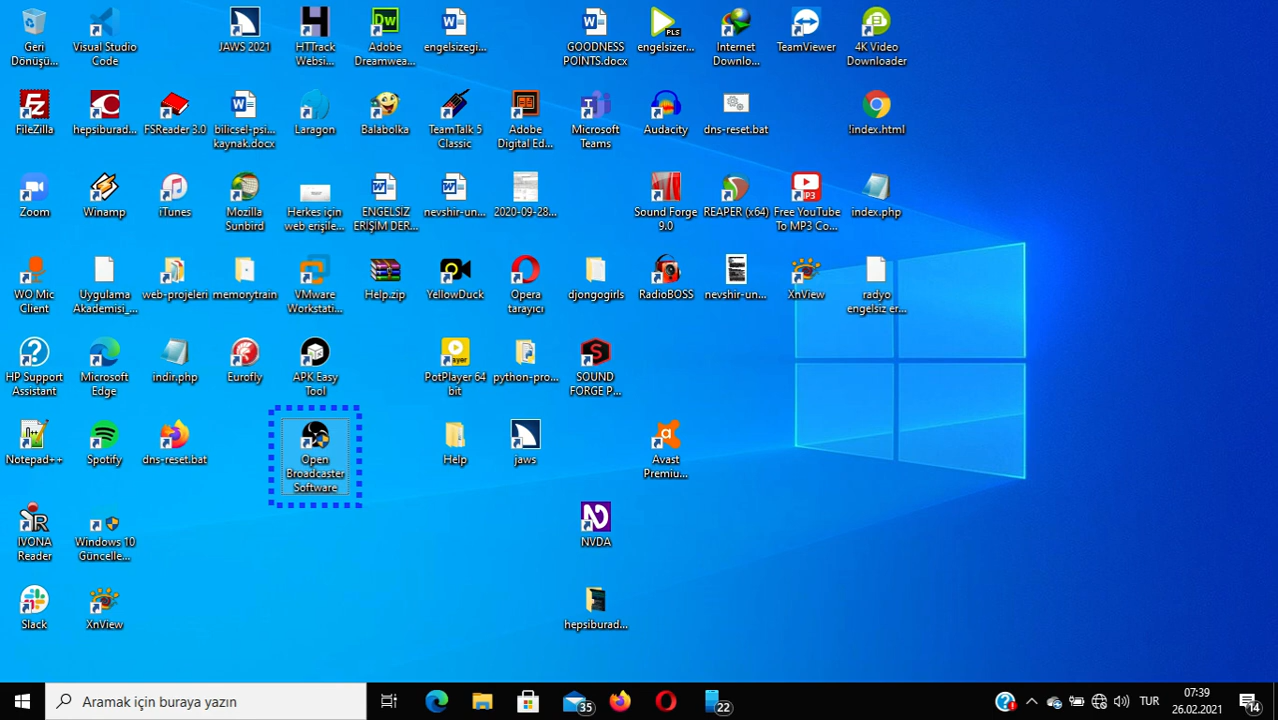 Geri
Dönüşü...
Visual Studio
Code
JAWS 2021
HTTrack
Websi...
Adobe
Dreamwea...
engelsizegi...
GOODNESS
POINTS.docx
PLS
engelsizer...
Internet
Downlo...
TeamViewer
4K Video
Downloader
FileZilla
hepsiburad...
FSReader 3.0
bilicsel-psi...
kaynak.docx
Laragon
Balabolka
TeamTalk 5
Classic
Adobe
Digital Ed...
Microsoft
Teams
Audacity
dns-reset.bat
!index.html
Zoom
Winamp
iTunes
Mozilla
Sunbird
Herkes için
web erişile...
ENGELSİZ
ERİŞİM DER...
nevshir-un...
2020-09-28...
Sound Forge
9.0
REAPER (x64)
MP3
Free YouTube
To MP3 Co...
index.php
WO Mic
Client
Uygulama
Akademisi_...
web-projeleri
memorytrain
VMware
Workstati...
Help.zip
YellowDuck
Opera
tarayıcı
djongogirls
RadioBOSS
nevshir-un...
XnView
radyo
engelsiz er...
HP Support
Assistant
Microsoft
Edge
indir.php
Eurofly
APK Easy
Tool
PotPlayer 64
bit
python-pro...
SOUND
FORGE P...
Notepad++
Spotify
dns-reset.bat
Open
Broadcaster
Software
Help
jaws
Avast
Premiu...
IVONA
Reader
Windows 10
Güncelle...
NVDA
Slack
XnView
hepsiburad...
Aramak için buraya yazın
35
22
TUR
07:39
26.02.2021
14